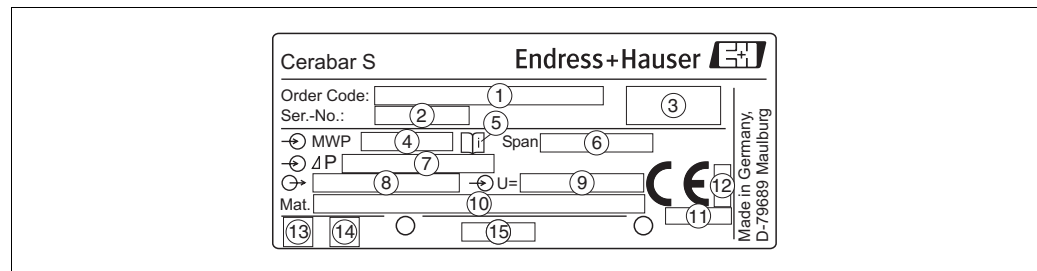 Cerabar S Endress+Hauser
Order Code: 1
Ser.-No.: 2 3
MWP 4 i 5 Span 6
ΔP 7
8 U= 9 CE 12
Mat. 10 11
13 14 15
Made in Germany,
D-79689 Maulburg